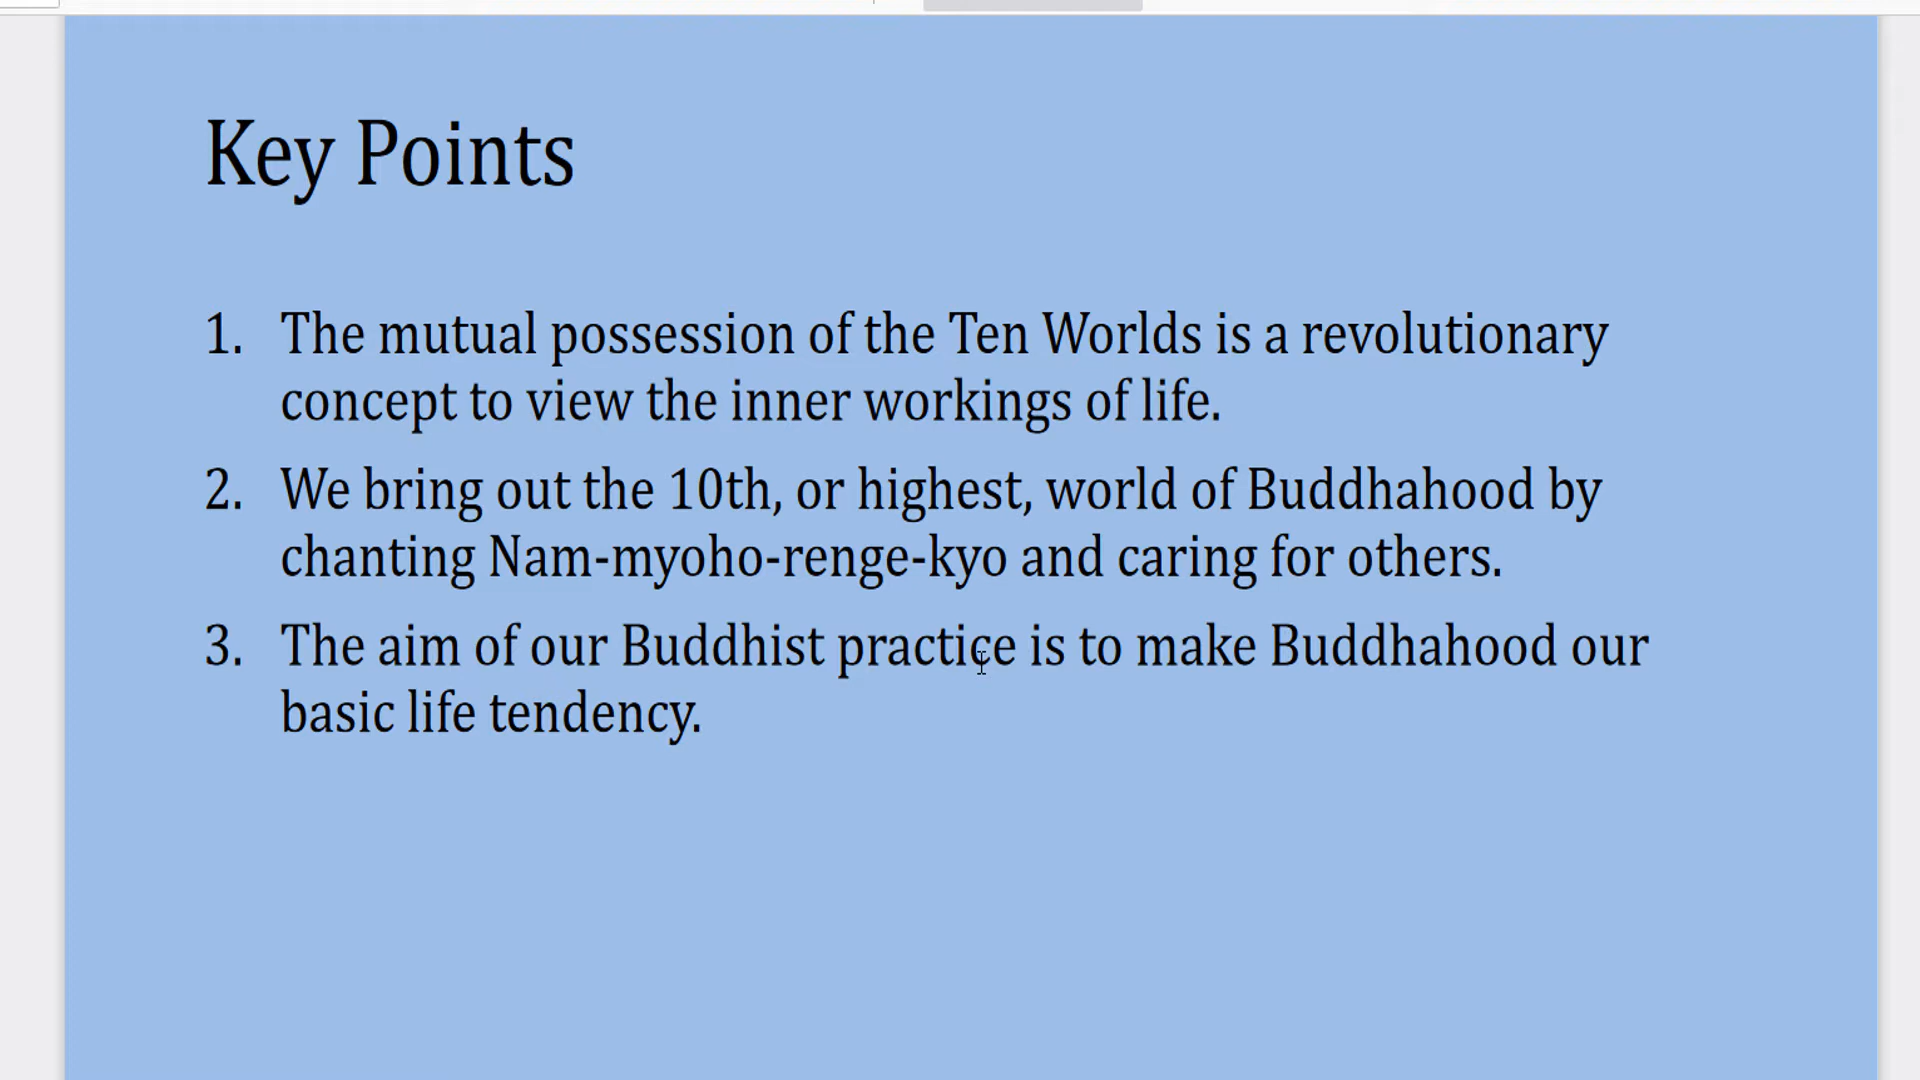 Key Points
1. The mutual possession of the Ten Worlds is a revolutionary
concept to view the inner workings of life.
2. We bring out the 10th, or highest, world of Buddhahood by
chanting Nam-myoho-renge-kyo and caring for others.
3. The aim of our Buddhist practice is to make Buddhahood our
basic life tendency.